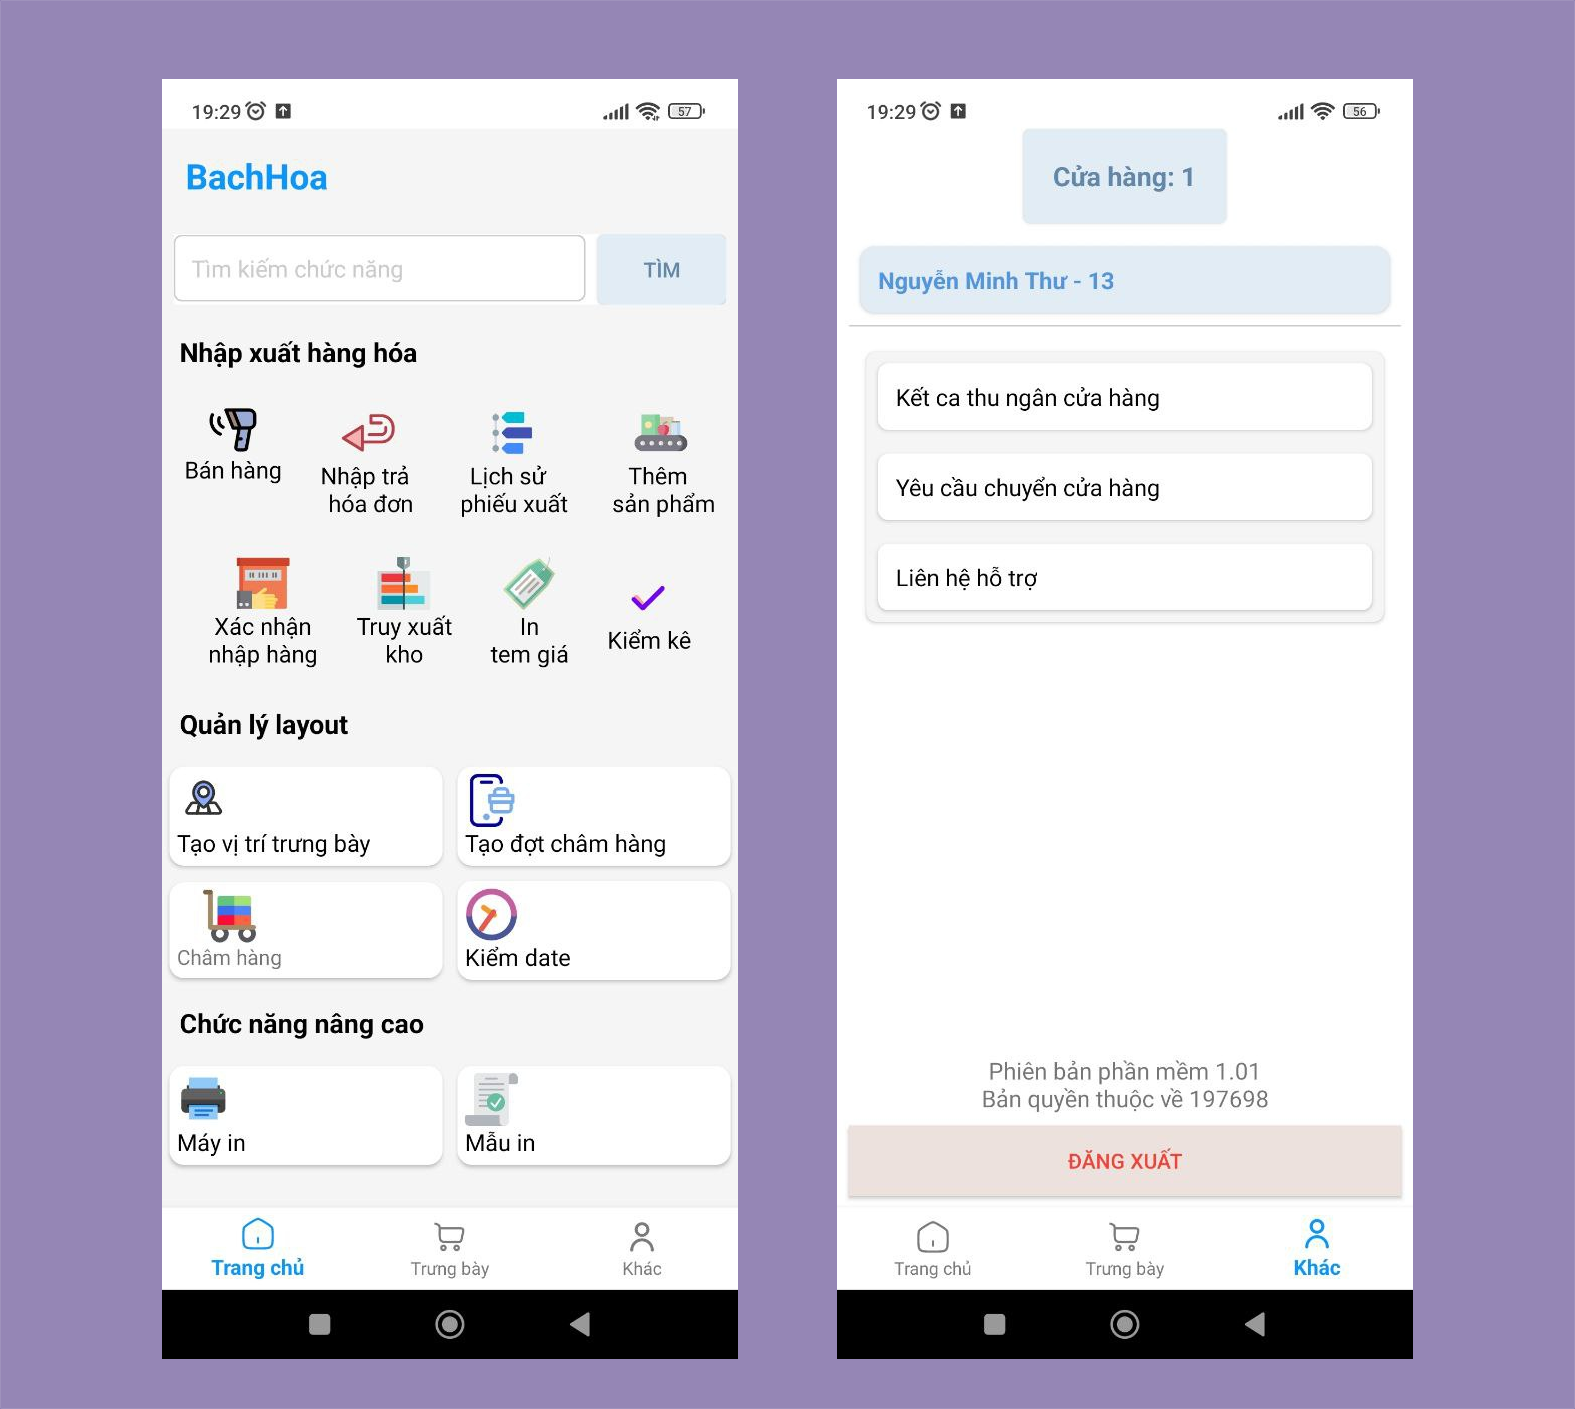 19:29
57
BachHoa
Tìm kiếm chức năng
TÌM
Nhập xuất hàng hóa
Bán hàng
Nhập trả
hóa đơn
Lịch sử
phiếu xuất
Thêm
sản phẩm
Xác nhận
nhập hàng
Truy xuất
kho
In
tem giá
Kiểm kê
Quản lý layout
Tạo vị trí trưng bày
Tạo đợt châm hàng
Châm hàng
Kiểm date
Chức năng nâng cao
Máy in
Mẫu in
Trang chủ
Trưng bày
Khác
19:29
56
Cửa hàng: 1
Nguyễn Minh Thư - 13
Kết ca thu ngân cửa hàng
Yêu cầu chuyển cửa hàng
Liên hệ hỗ trợ
Phiên bản phần mềm 1.01
Bản quyền thuộc về 197698
ĐĂNG XUẤT
Trang chủ
Trưng bày
Khác